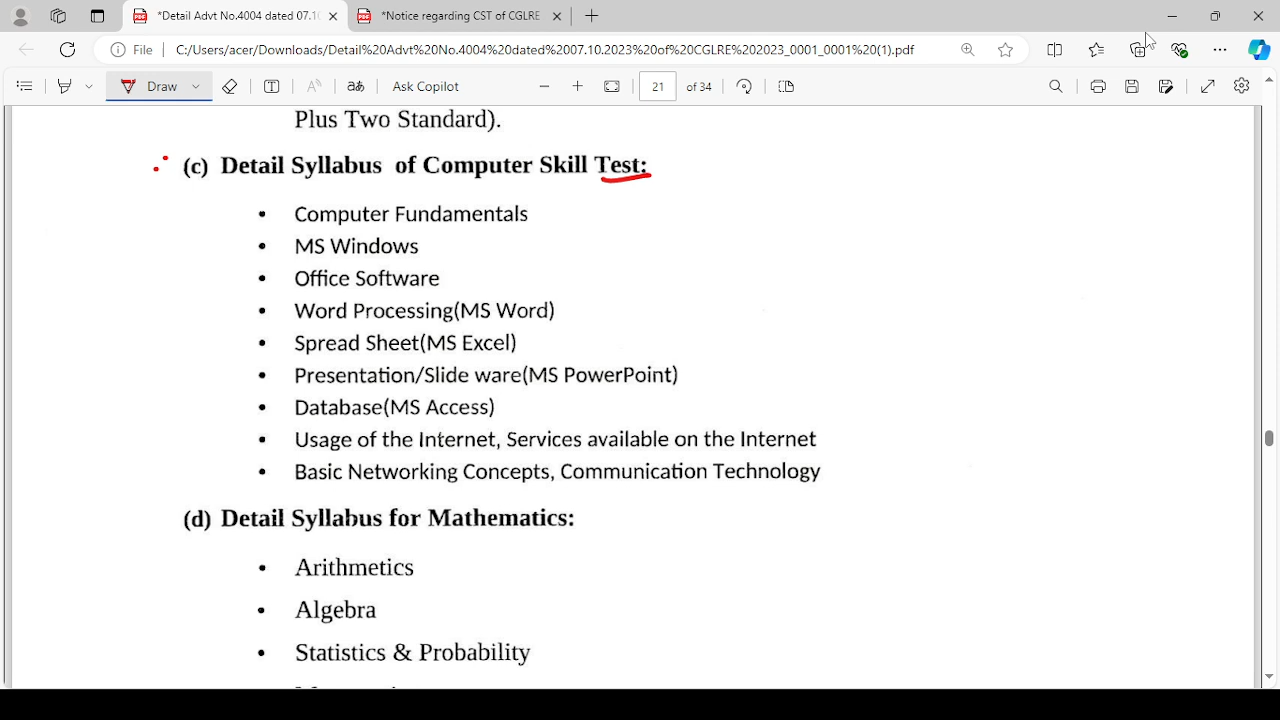 *Detail Advt No.4004 dated 07.10
*Notice regarding CST of CGLRE
File
C:/Users/acer/Downloads/Detail%20Advt%20No.4004%20dated%2007.10.2023%20of%20CGLRE%202023_0001_0001%20(1).pdf
Draw
Ask Copilot
21 of 34
Plus Two Standard).
(c) Detail Syllabus of Computer Skill Test:
• Computer Fundamentals
• MS Windows
• Office Software
• Word Processing(MS Word)
• Spread Sheet(MS Excel)
• Presentation/Slide ware(MS PowerPoint)
• Database(MS Access)
• Usage of the Internet, Services available on the Internet
• Basic Networking Concepts, Communication Technology
(d) Detail Syllabus for Mathematics:
• Arithmetics
• Algebra
• Statistics & Probability